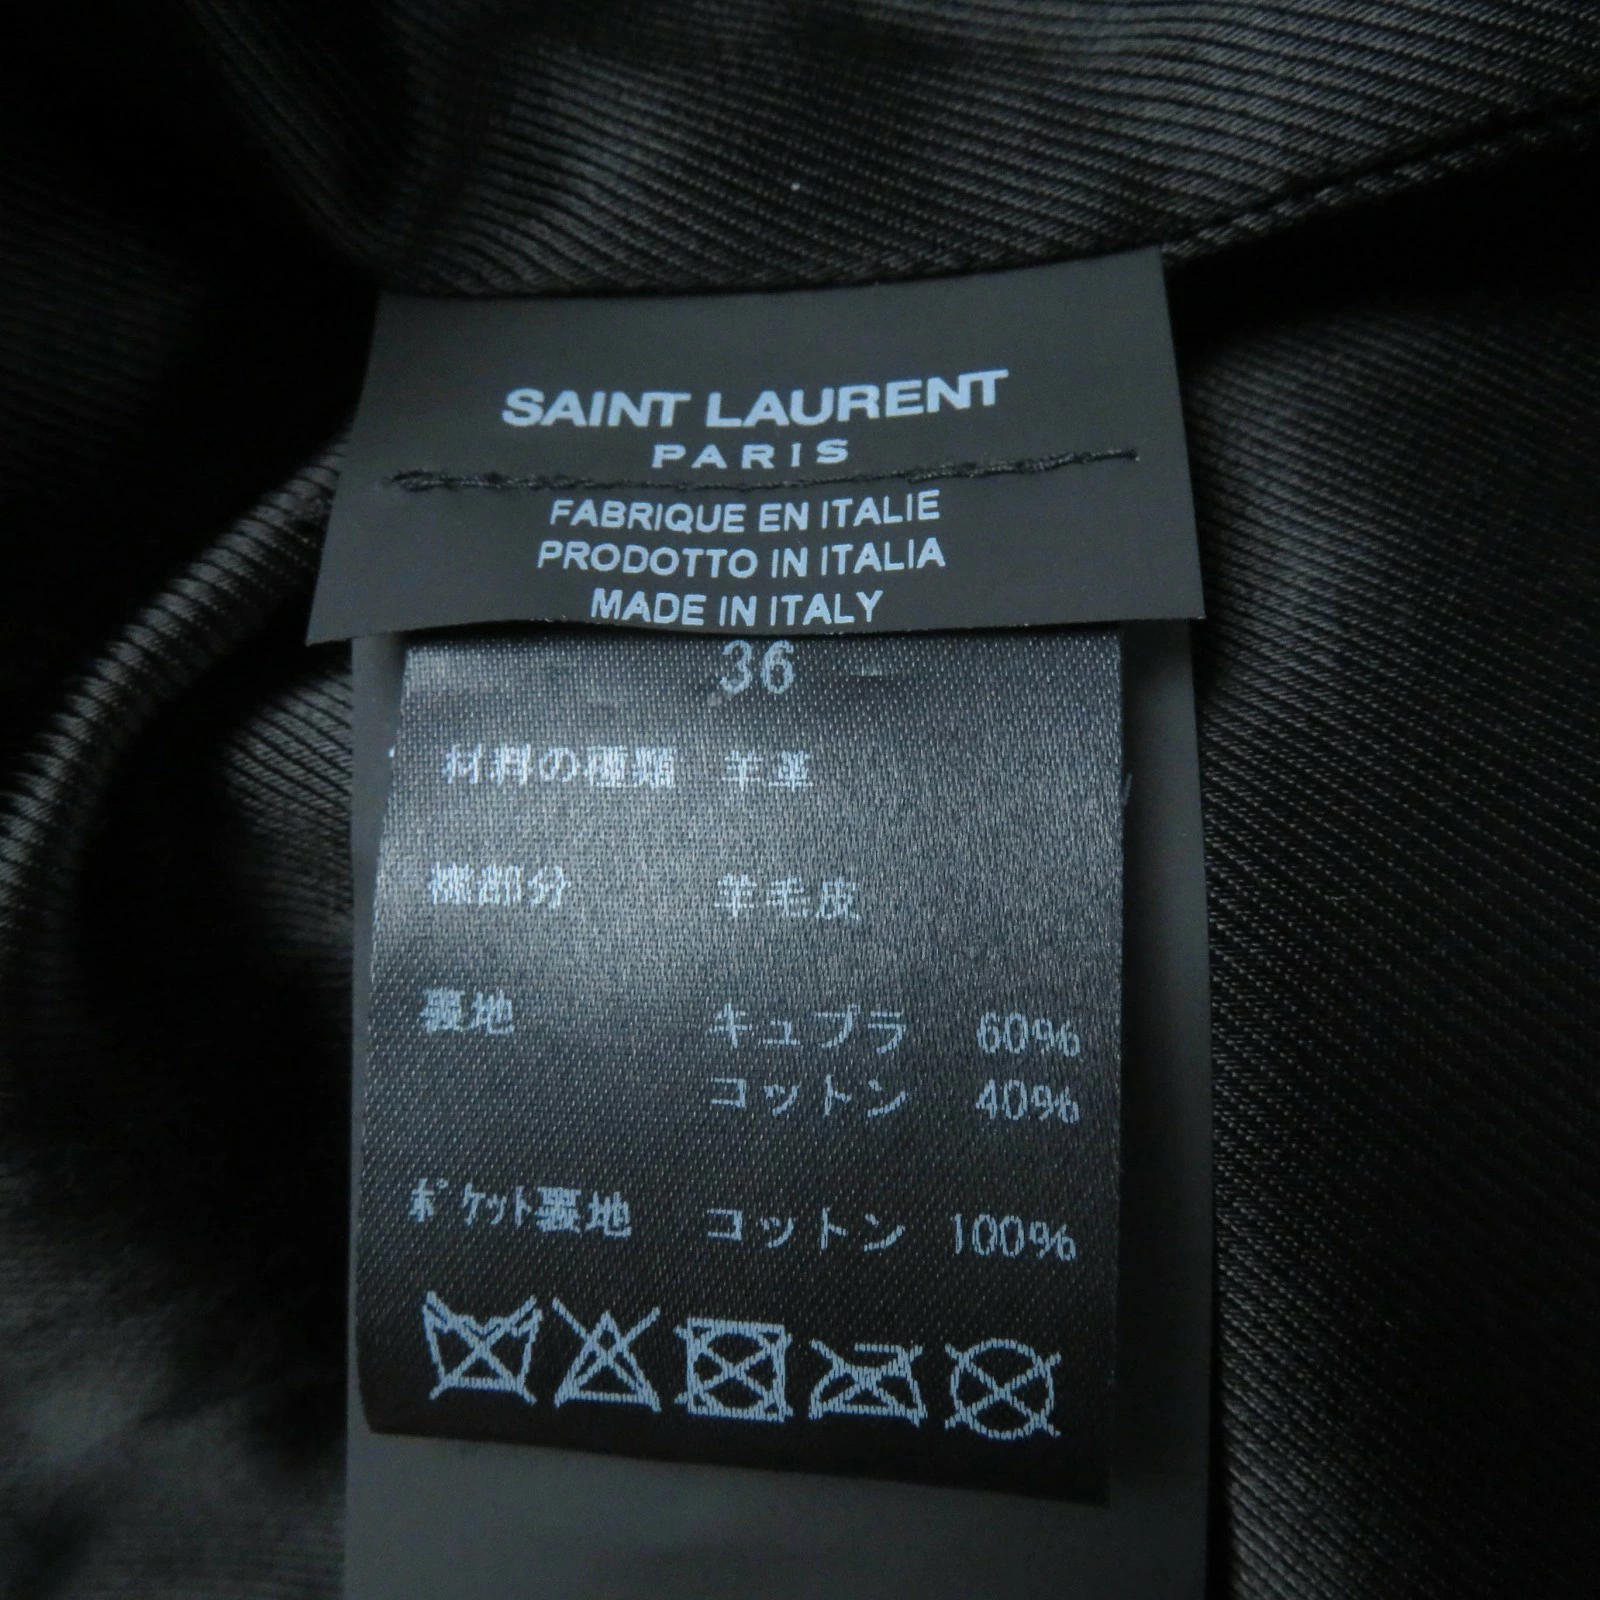 SAINT LAURENT
PARIS
FABRIQUE EN ITALIE
PRODOTTO IN ITALIA
MADE IN ITALY
36
材料の種類 羊革
襟部分 羊毛皮
裏地 キュプラ 60%
コットン 40%
ポケット裏地 コットン 100%